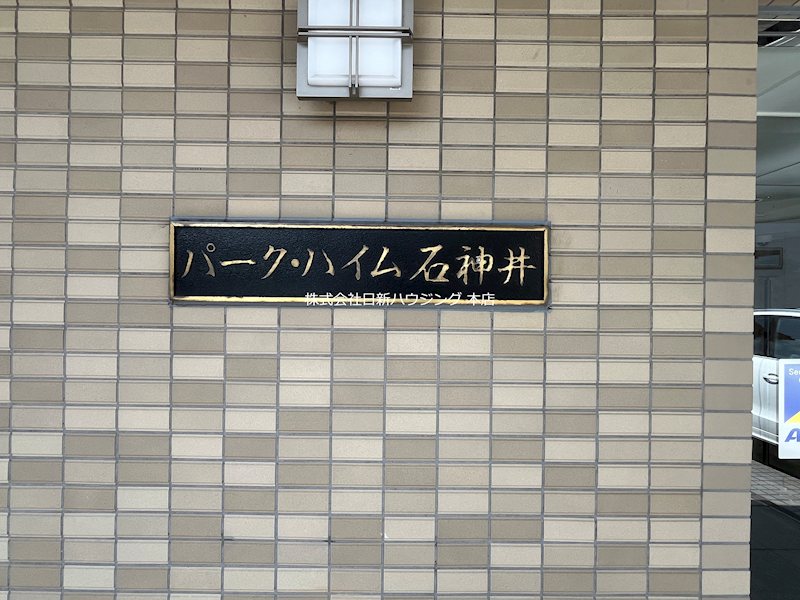 パーク・ハイム石神井
株式会社日新ハウジング 本店
Se
A